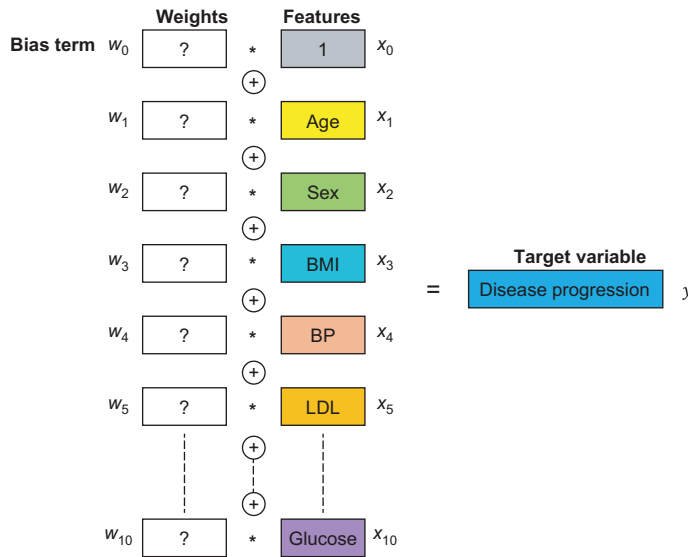 Weights Features
Bias term w0 ? * 1 x0
+
w1 ? * Age x1
+
w2 ? * Sex x2
+
w3 ? * BMI x3
Target variable
= Disease progression y
+
w4 ? * BP x4
+
w5 ? * LDL x5
+
+
w10 ? * Glucose x10